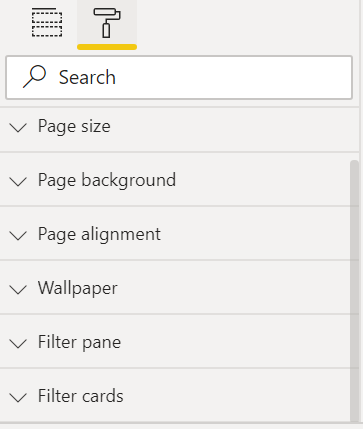 Search
Page size
Page background
Page alignment
Wallpaper
Filter pane
Filter cards